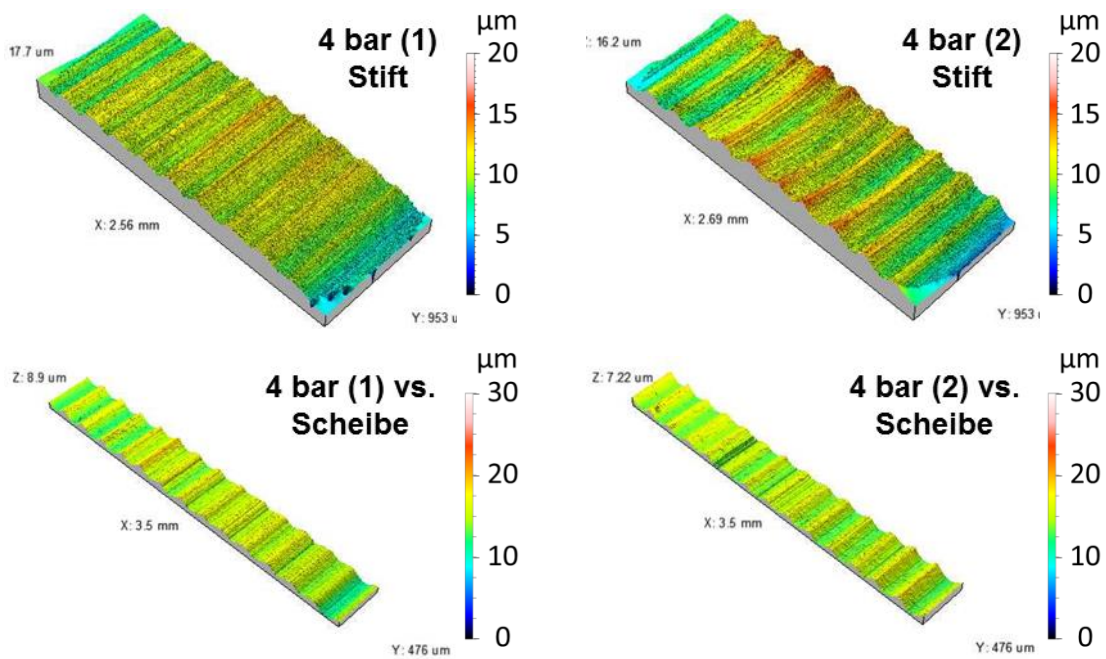 17.7 um
4 bar (1)
Stift
X: 2.56 mm
Y: 953 u
µm
20
15
10
5
0
: 16.2 um
4 bar (2)
Stift
X: 2.69 mm
Y: 953
µm
20
15
10
5
0
Z: 8.9 um
4 bar (1) vs.
Scheibe
X: 3.5 mm
Y: 476 um
µm
30
20
10
0
Z: 7.22 um
4 bar (2) vs.
Scheibe
X: 3.5 mm
Y: 476 um
µm
30
20
10
0